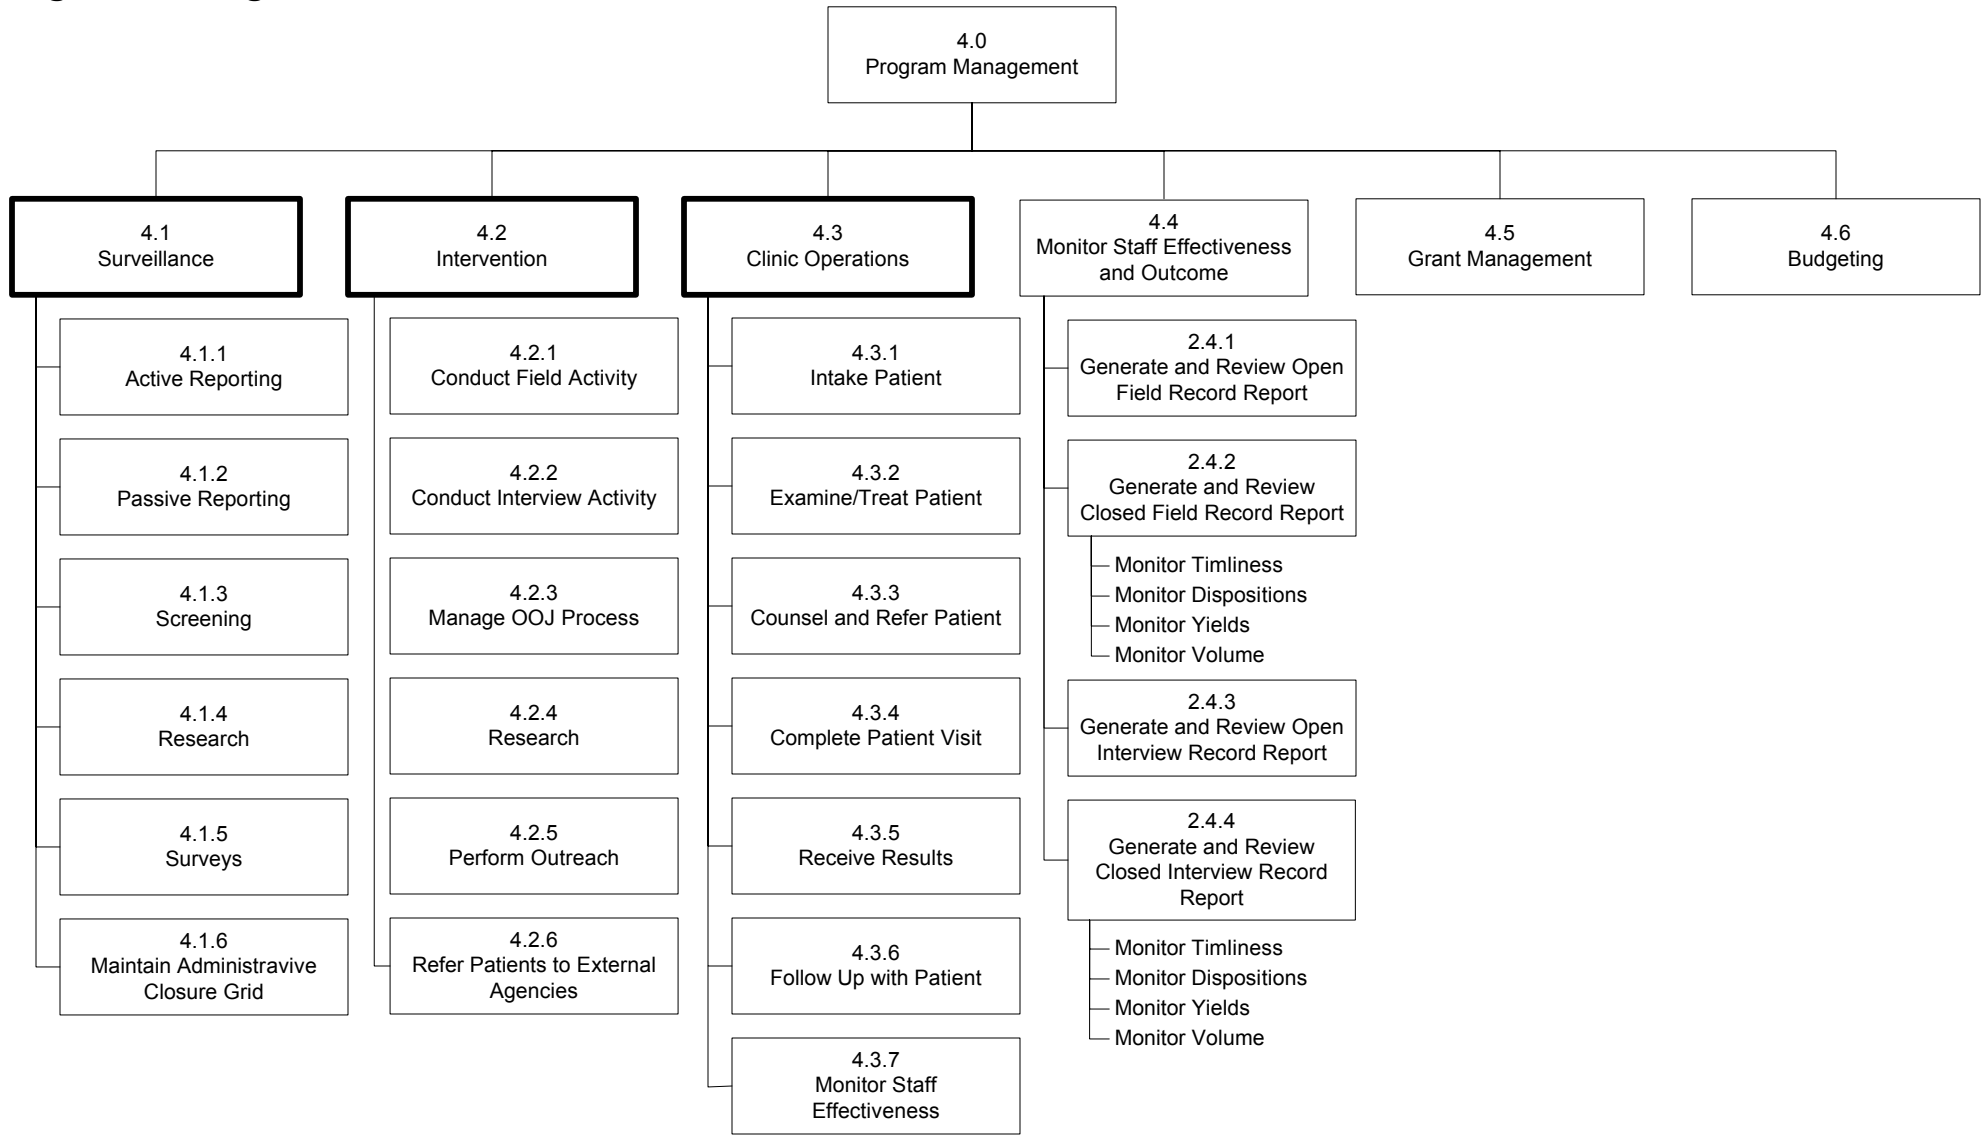 4.0
Program Management
4.1
Surveillance
4.2
Intervention
4.3
Clinic Operations
4.4
Monitor Staff Effectiveness
and Outcome
4.5
Grant Management
4.6
Budgeting
4.1.1
Active Reporting
4.1.2
Passive Reporting
4.1.3
Screening
4.1.4
Research
4.1.5
Surveys
4.1.6
Maintain Administravive
Closure Grid
4.2.1
Conduct Field Activity
4.2.2
Conduct Interview Activity
4.2.3
Manage OOJ Process
4.2.4
Research
4.2.5
Perform Outreach
4.2.6
Refer Patients to External
Agencies
4.3.1
Intake Patient
4.3.2
Examine/Treat Patient
4.3.3
Counsel and Refer Patient
4.3.4
Complete Patient Visit
4.3.5
Receive Results
4.3.6
Follow Up with Patient
4.3.7
Monitor Staff
Effectiveness
2.4.1
Generate and Review Open
Field Record Report
2.4.2
Generate and Review
Closed Field Record Report
Monitor Timliness
Monitor Dispositions
Monitor Yields
Monitor Volume
2.4.3
Generate and Review Open
Interview Record Report
2.4.4
Generate and Review
Closed Interview Record
Report
Monitor Timliness
Monitor Dispositions
Monitor Yields
Monitor Volume